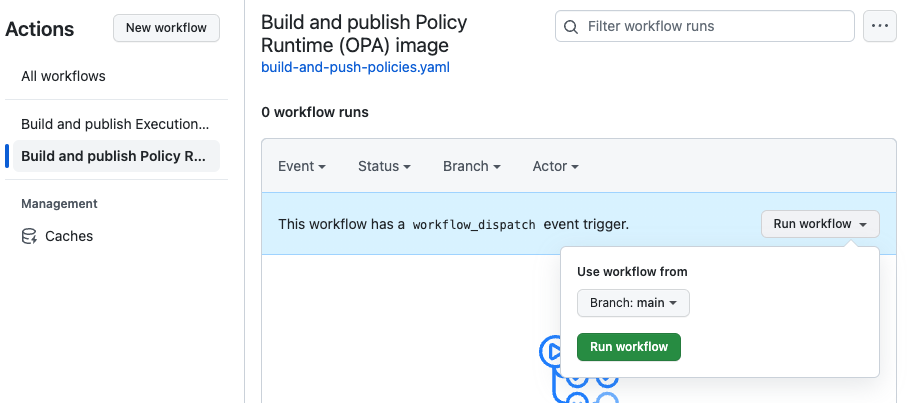 Actions
New workflow
All workflows
Build and publish Execution...
Build and publish Policy R...
Management
Caches
Build and publish Policy
Runtime (OPA) image
build-and-push-policies.yaml
Filter workflow runs
0 workflow runs
Event
Status
Branch
Actor
This workflow has a workflow_dispatch event trigger.
Run workflow
Use workflow from
Branch: main
Run workflow